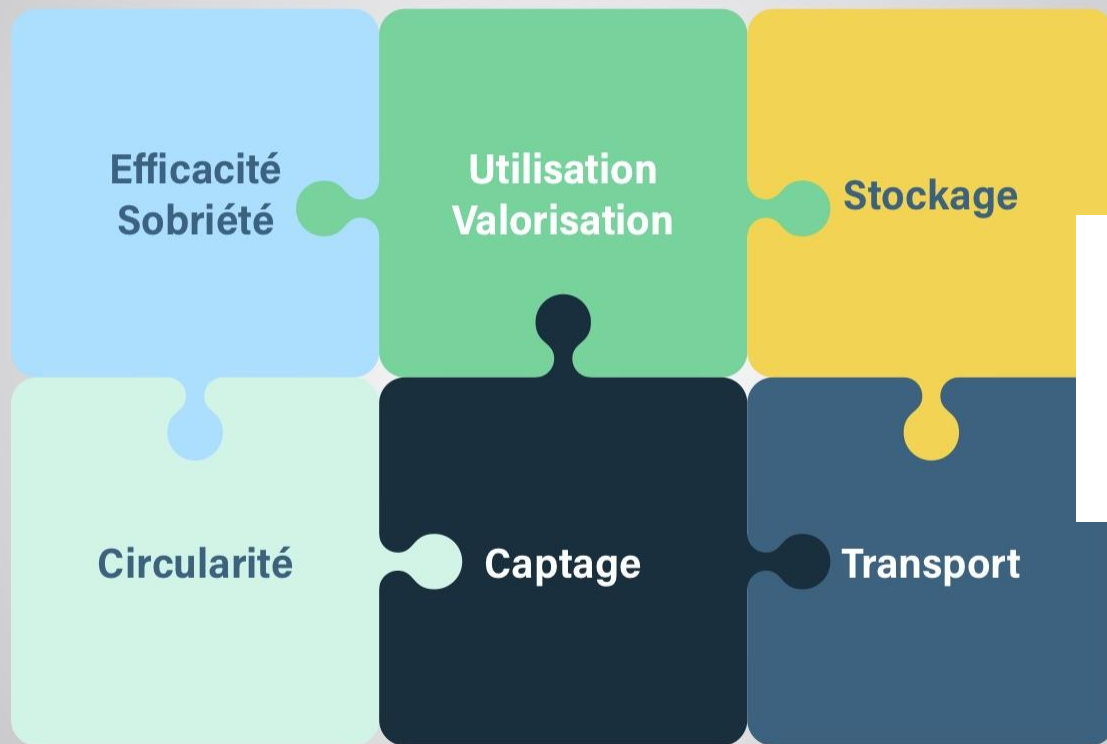 Efficacité
Sobriété
Utilisation
Valorisation
Stockage
Circularité
Captage
Transport